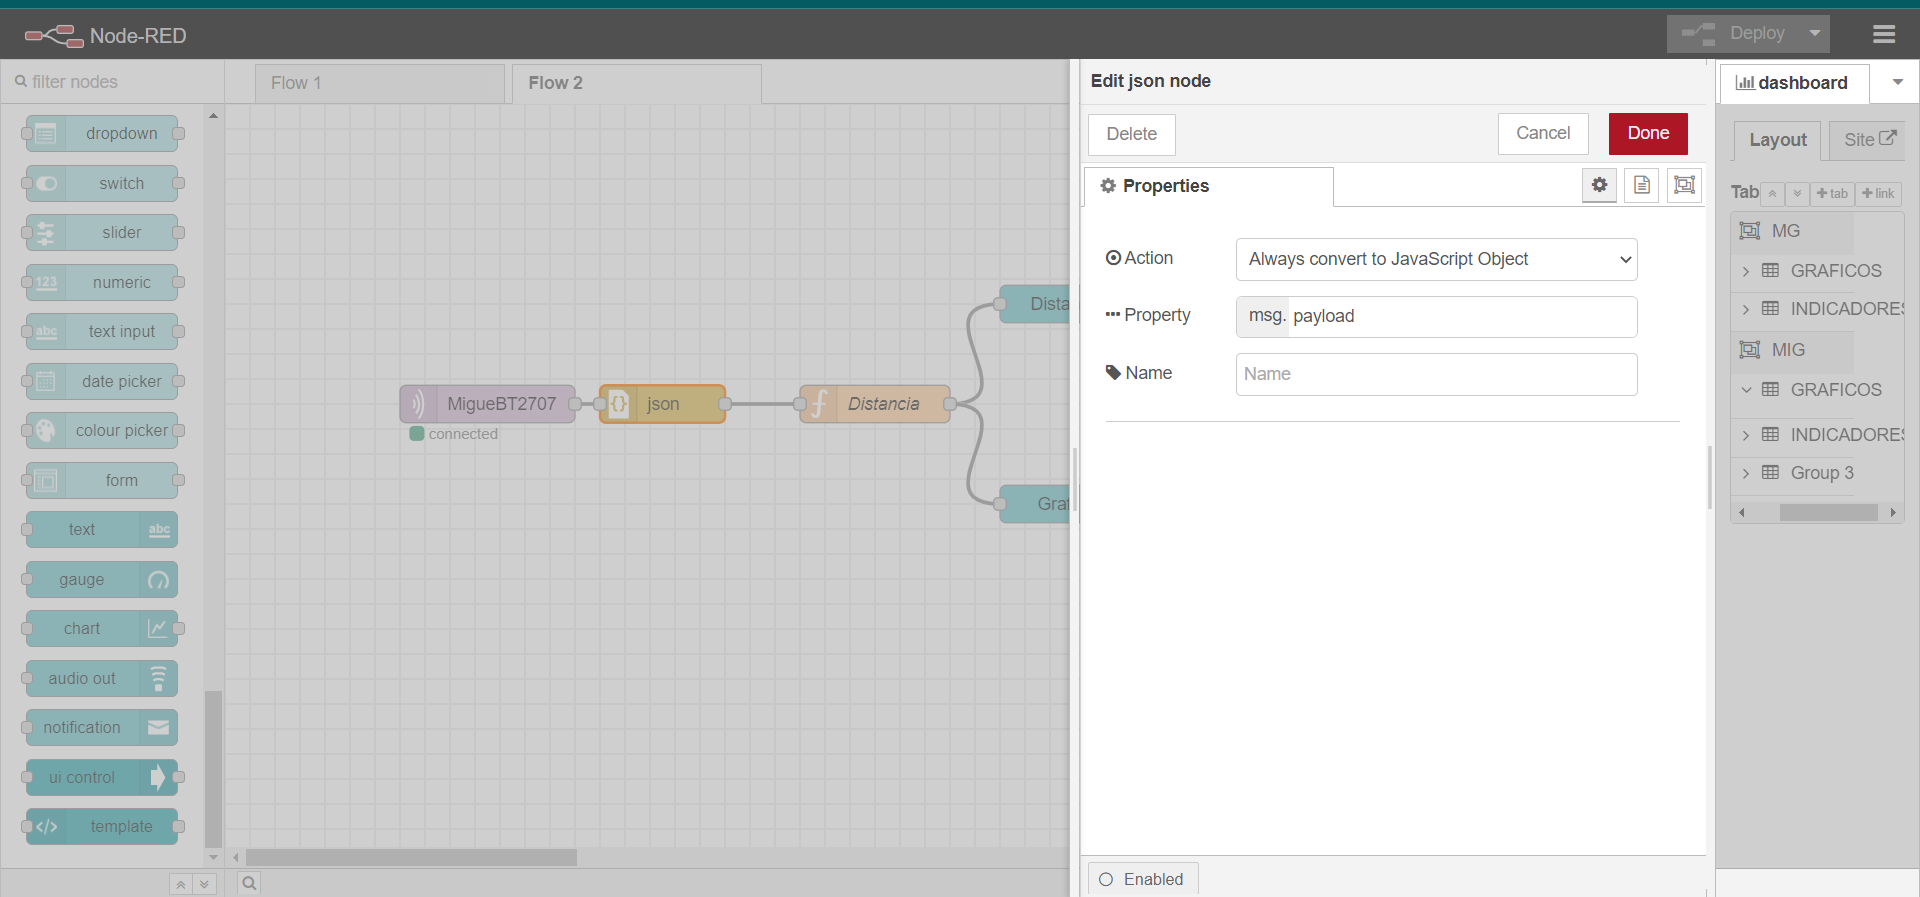 Node-RED
Deploy
filter nodes
Flow 1
Flow 2
Edit json node
dashboard
Delete
Cancel
Done
Layout
Site
Properties
Tab
tab
link
dropdown
switch
slider
123
numeric
abc
text input
date picker
colour picker
form
text
abc
gauge
chart
audio out
notification
ui control
template
MigueBT2707
connected
{}
json
Distancia
Dista
Graf
Action
Always convert to JavaScript Object
Property
msg.
payload
Name
Name
MG
GRAFICOS
INDICADORES
MIG
GRAFICOS
INDICADORES
Group 3
Enabled